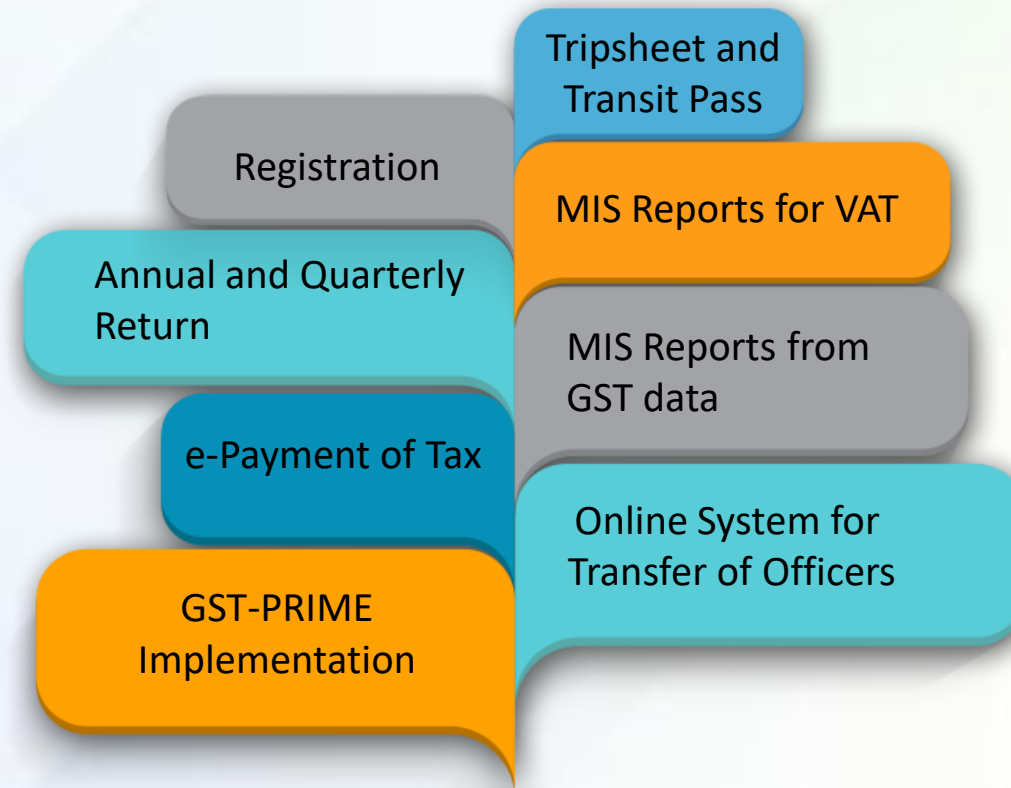 Tripsheet and
Transit Pass
Registration
MIS Reports for VAT
Annual and Quarterly
Return
MIS Reports from
GST data
e-Payment of Tax
Online System for
Transfer of Officers
GST-PRIME
Implementation